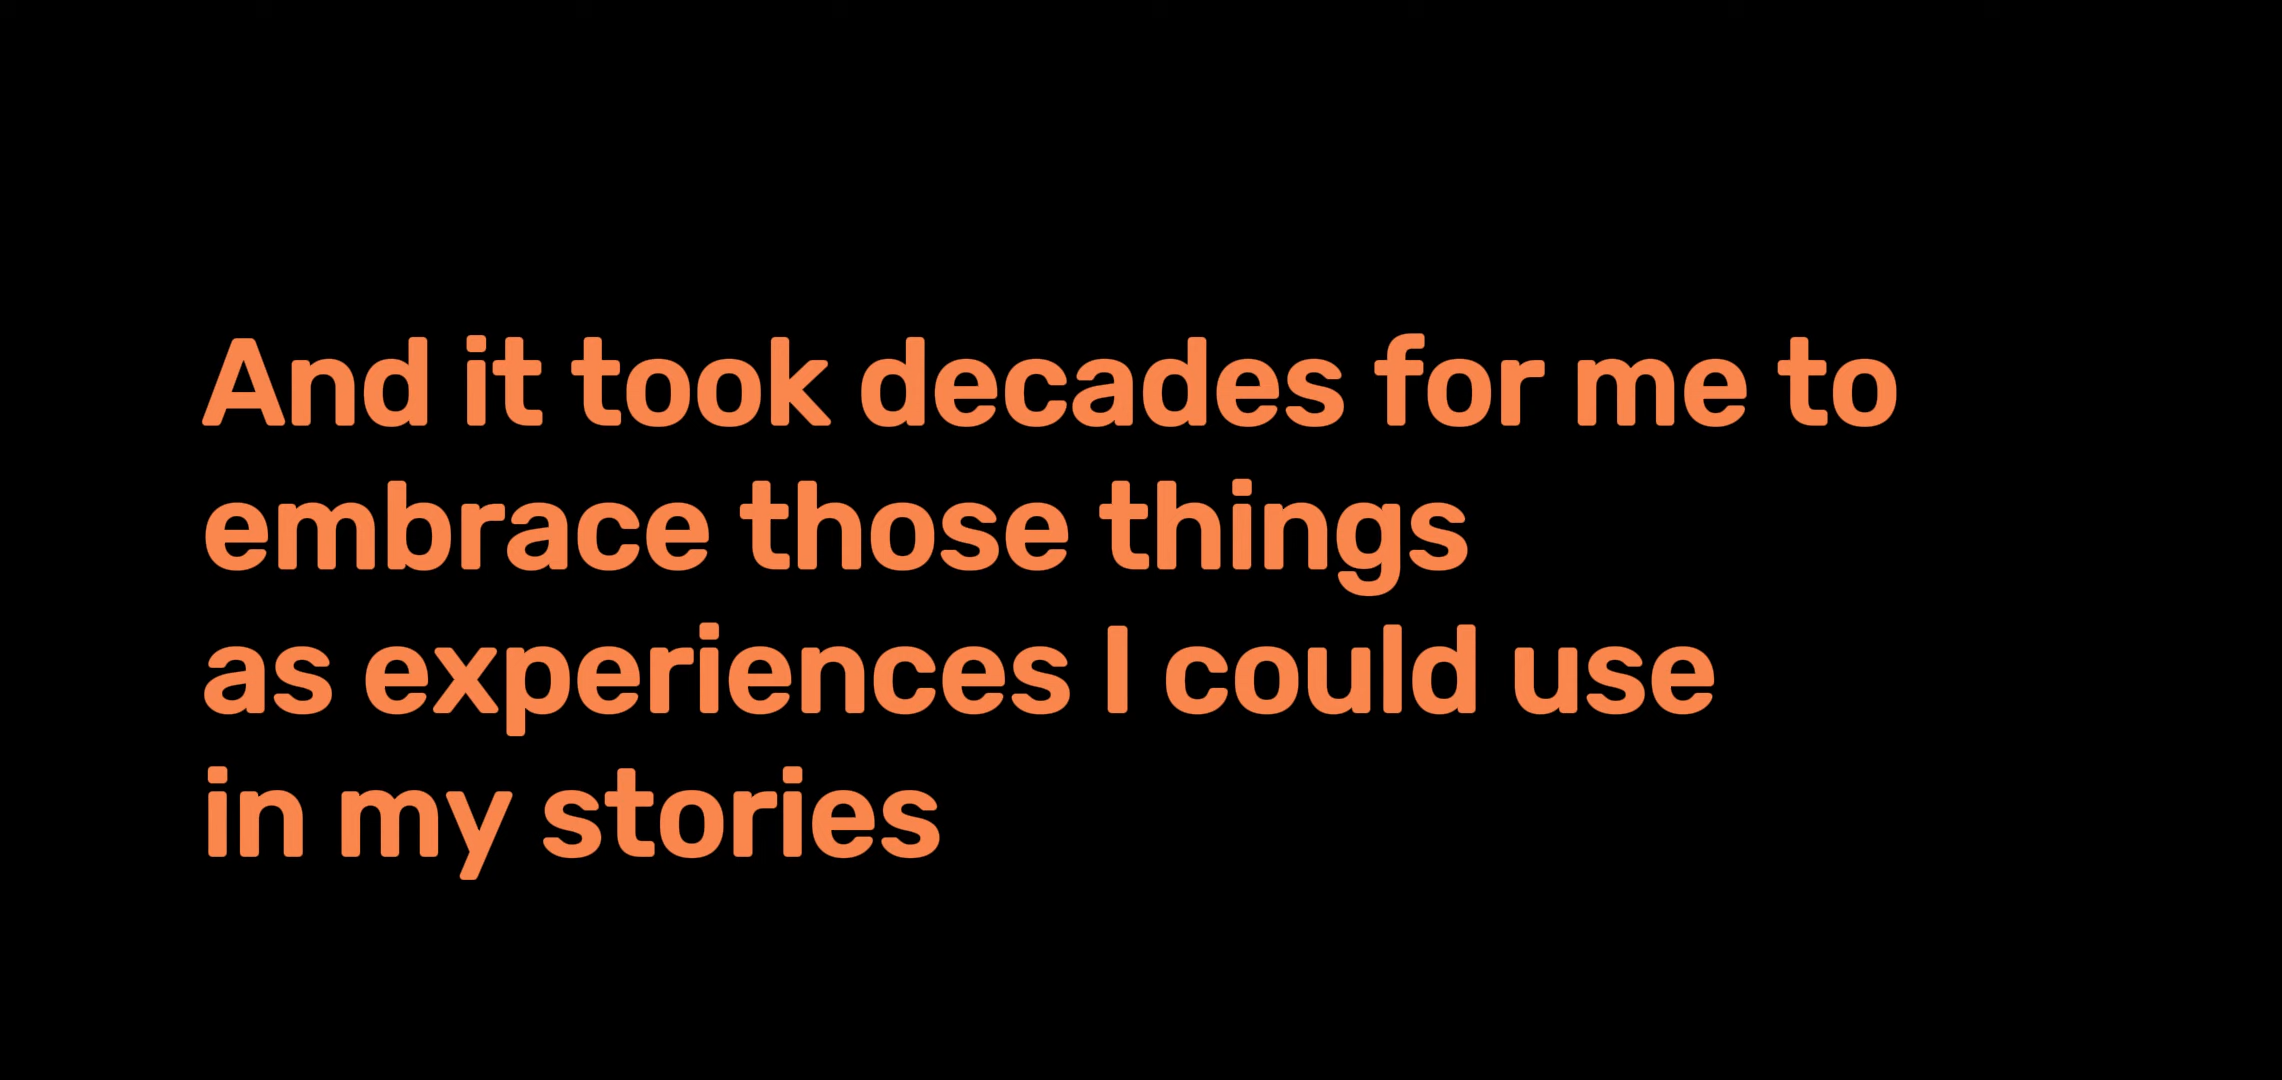 And it took decades for me to
embrace those things
as experiences I could use
in my stories